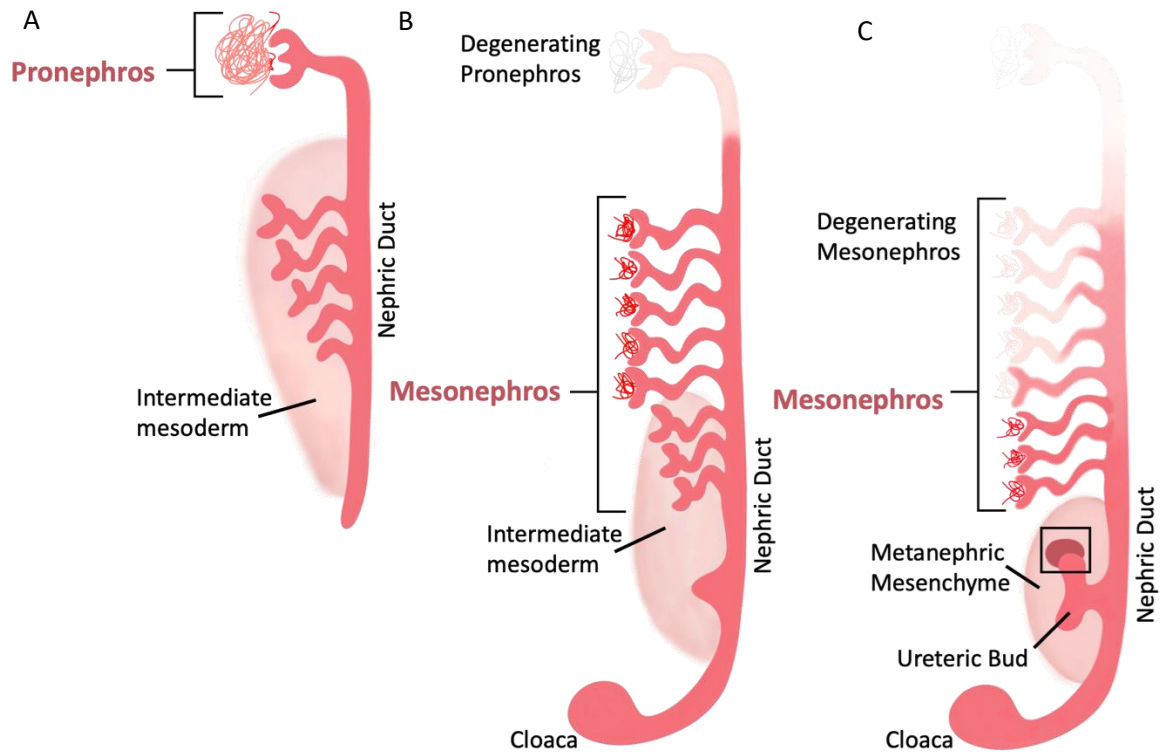 A
Pronephros
Nephric Duct
Intermediate
mesoderm
B
Degenerating
Pronephros
Mesonephros
Nephric Duct
Intermediate
mesoderm
Cloaca
C
Degenerating
Mesonephros
Mesonephros
Nephric Duct
Metanephric
Mesenchyme
Ureteric Bud
Cloaca